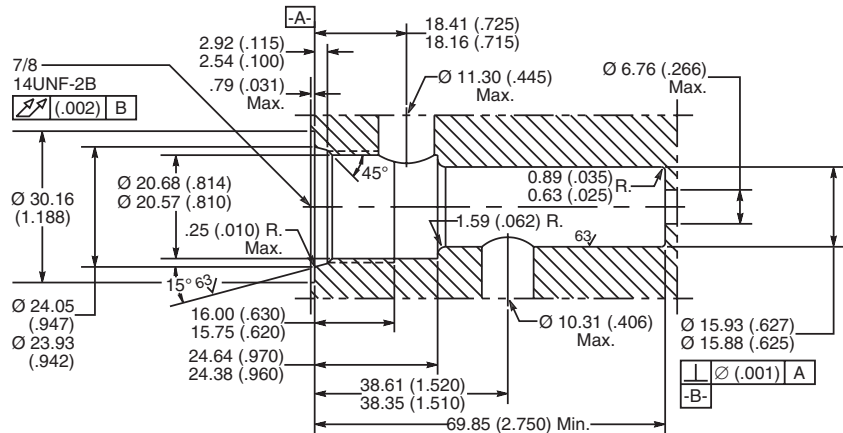 -A-
18.41 (.725)
18.16 (.715)
2.92 (.115)
2.54 (.100)
7/8
14UNF-2B
(.002) B
.79 (.031)
Max.
Ø 11.30 (.445)
Max.
Ø 6.76 (.266)
Max.
45°
0.89 (.035)
0.63 (.025) R.
Ø 20.68 (.814)
Ø 20.57 (.810)
Ø 30.16
(1.188)
1.59 (.062) R.
.25 (.010) R.
Max.
63
15° 63
Ø 24.05
(.947)
Ø 23.93
(.942)
16.00 (.630)
15.75 (.620)
Ø 10.31 (.406)
Max.
Ø 15.93 (.627)
Ø 15.88 (.625)
24.64 (.970)
24.38 (.960)
⊥ Ø (.001) A
-B-
38.61 (1.520)
38.35 (1.510)
69.85 (2.750) Min.